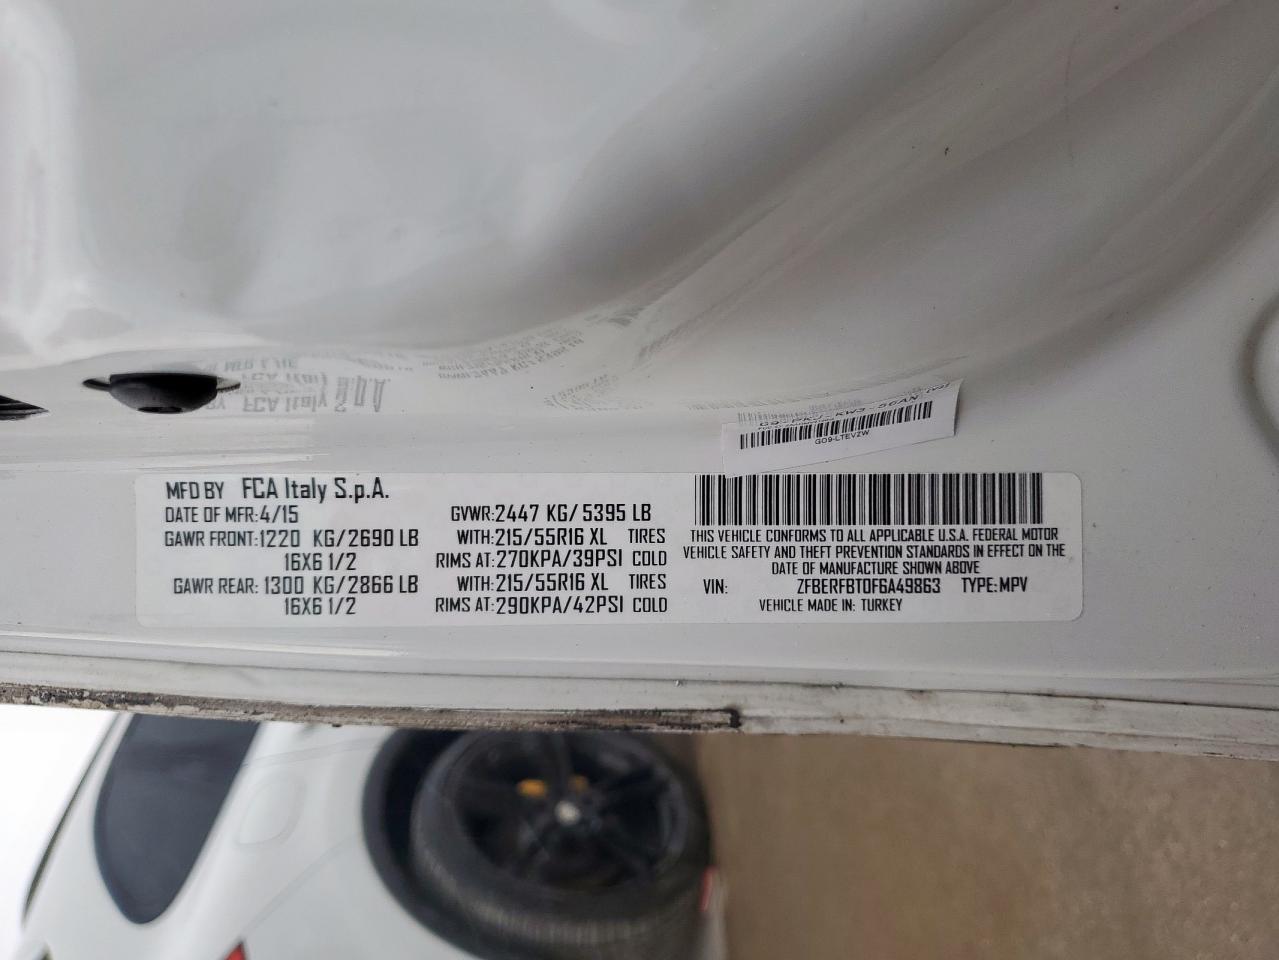 G09-LTEVZW
MFD BY FCA Italy S.p.A.
DATE OF MFR: 4/15
GAWR FRONT: 1220 KG/2690 LB
16X6 1/2
GAWR REAR: 1300 KG/2866 LB
16X6 1/2
GVWR: 2447 KG/ 5395 LB
WITH: 215/55R16 XL TIRES
RIMS AT: 270KPA/39PSI COLD
WITH: 215/55R16 XL TIRES
RIMS AT: 290KPA/42PSI COLD
THIS VEHICLE CONFORMS TO ALL APPLICABLE U.S.A. FEDERAL MOTOR
VEHICLE SAFETY AND THEFT PREVENTION STANDARDS IN EFFECT ON THE
DATE OF MANUFACTURE SHOWN ABOVE
VIN: ZFBERFBT0F6A49863 TYPE: MPV
VEHICLE MADE IN: TURKEY